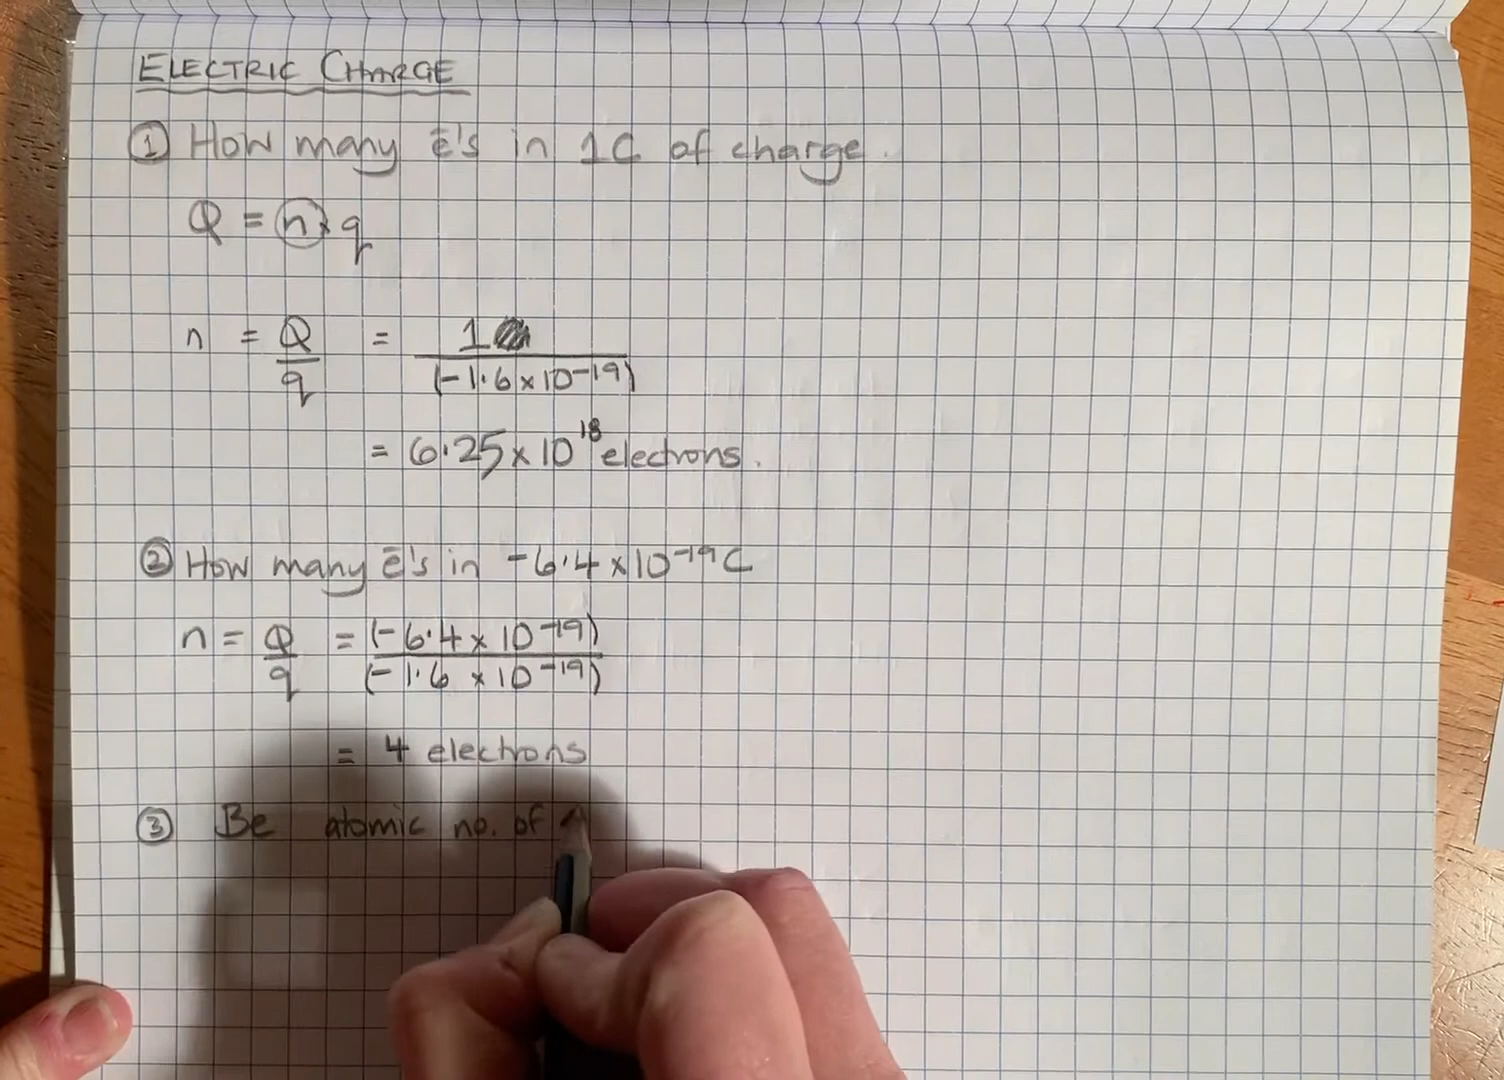 ELECTRIC CHARGE
① How many ē's in 1C of charge.
Q = n × q
n = Q/q = 1/(-1.6 × 10⁻¹⁹)
= 6.25 × 10¹⁸ electrons.
② How many ē's in -6.4 × 10⁻¹⁹ C
n = Q/q = (-6.4 × 10⁻¹⁹)/(-1.6 × 10⁻¹⁹)
= 4 electrons
③ Be atomic no. of